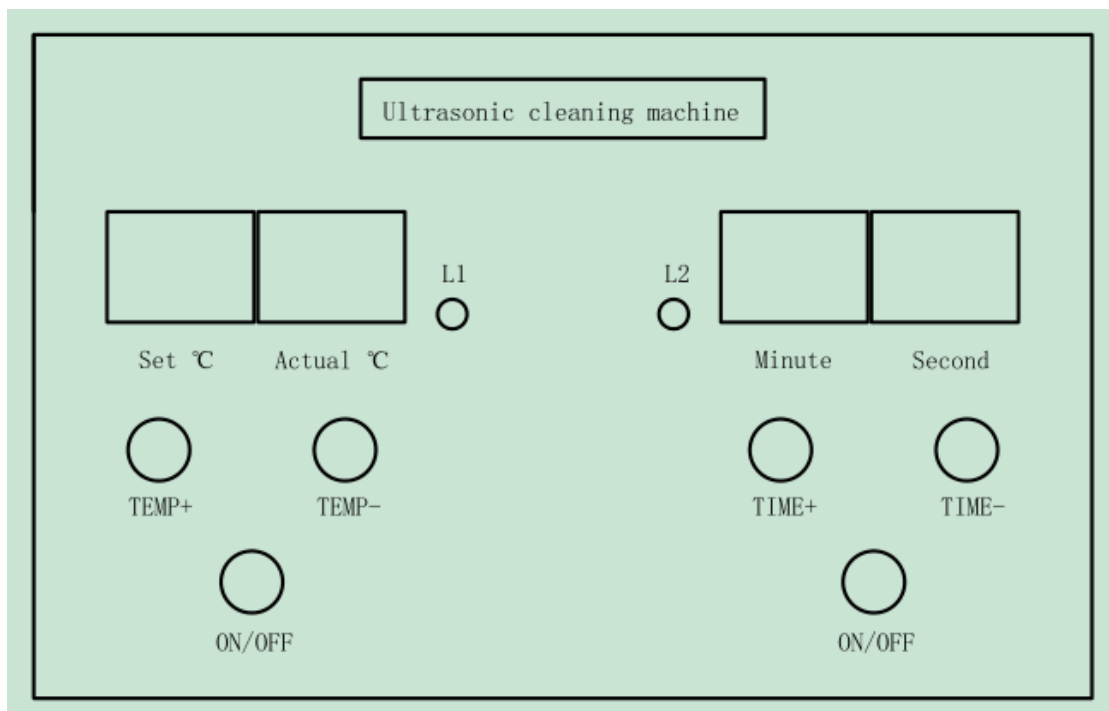 Ultrasonic cleaning machine
L1 L2
Set ℃ Actual ℃ Minute Second
TEMP+ TEMP- TIME+ TIME-
ON/OFF ON/OFF